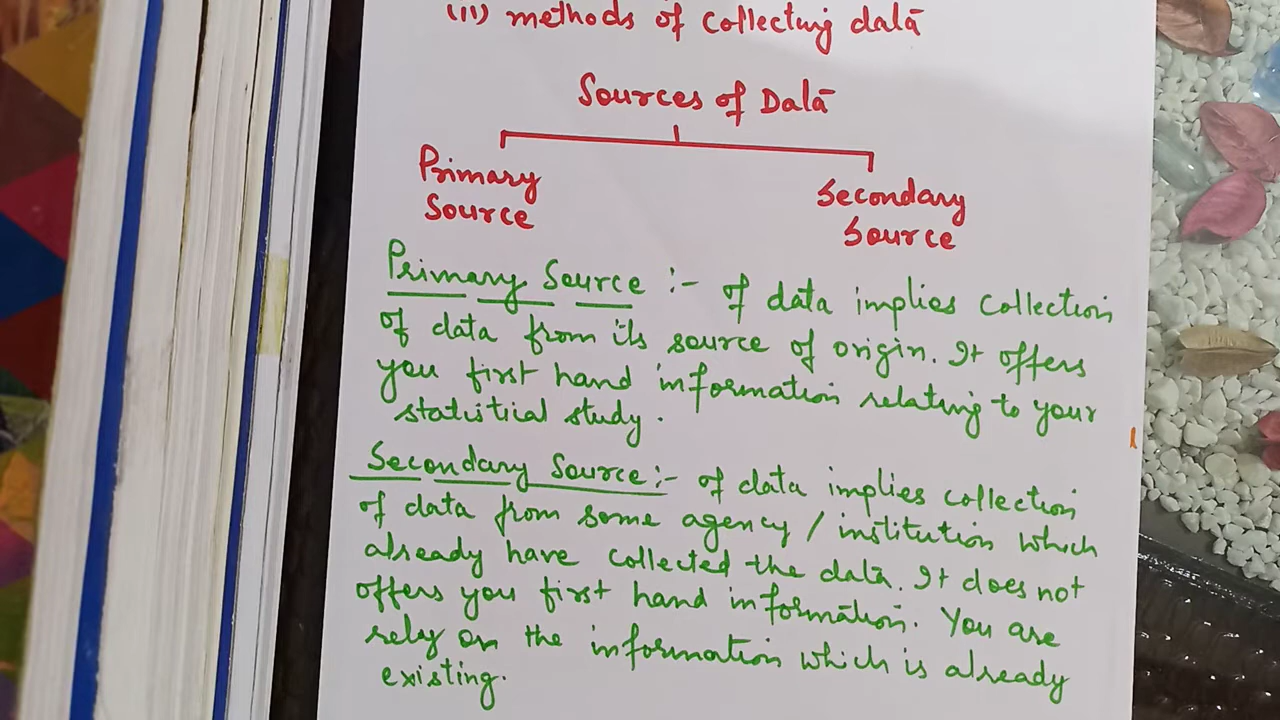 (ii) methods of collecting data
Sources of Data
Primary
Source
Secondary
Source
Primary Source :- of data implies collection
of data from its source of origin. It offers
you first hand information relating to your
statistical study.
Secondary Source :- of data implies collection
of data from some agency / institution which
already have collected the data. It does not
offers you first hand information. You are
rely on the information which is already
existing.